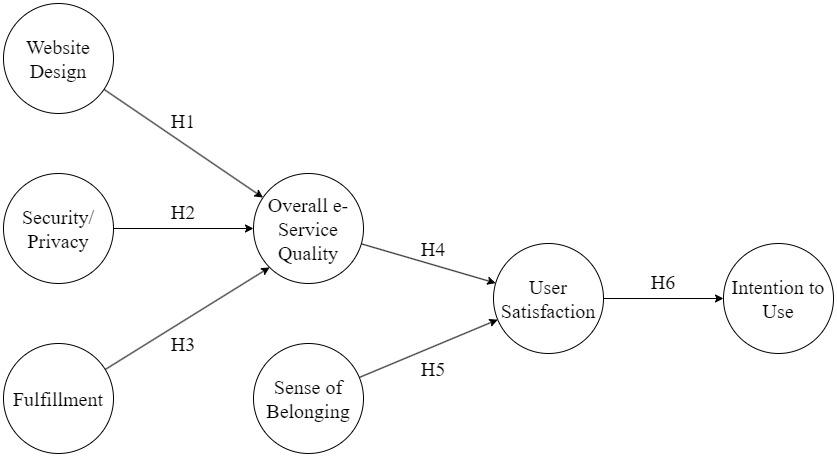 Website
Design
H1
Security/
Privacy
H2
Overall e-
Service
Quality
H4
User
Satisfaction
H6
Intention to
Use
H3
Fulfillment
Sense of
Belonging
H5